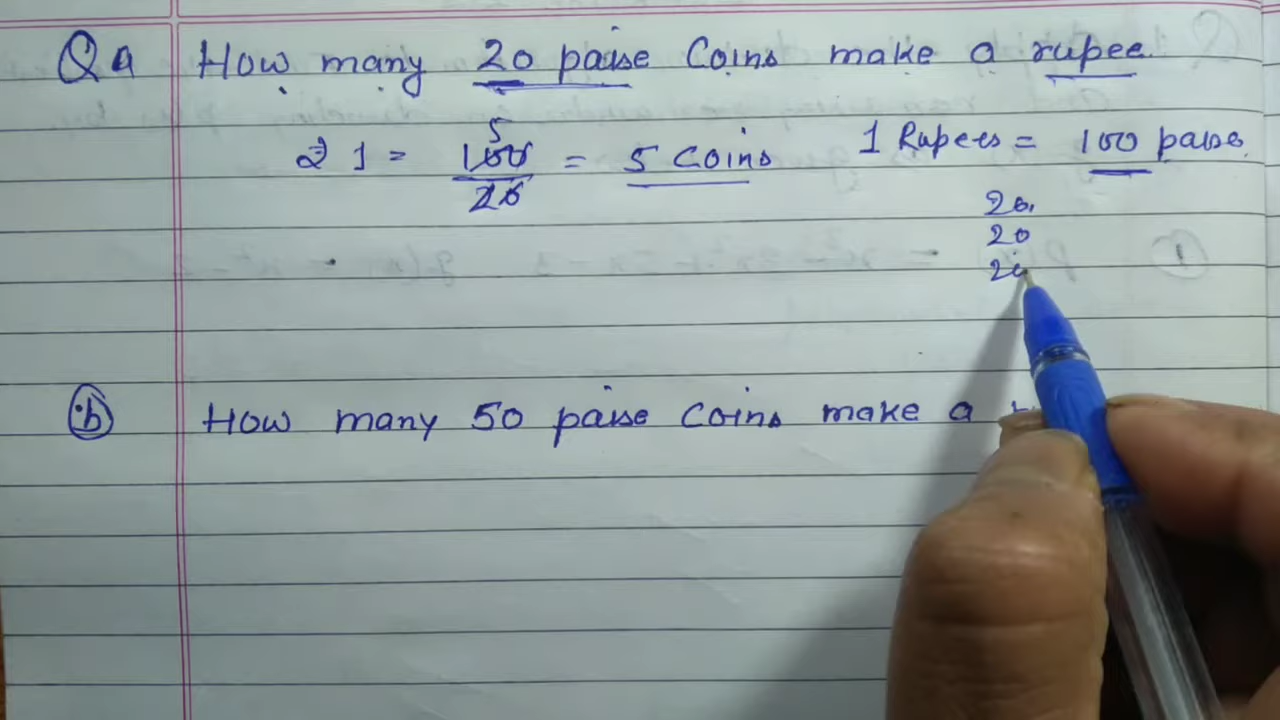 Q a How many 20 paise Coins make a rupee.
₹ 1 = 100/20 = 5 Coins 1 Rupees = 100 paise.
5
20
20
20
(b) How many 50 paise Coins make a